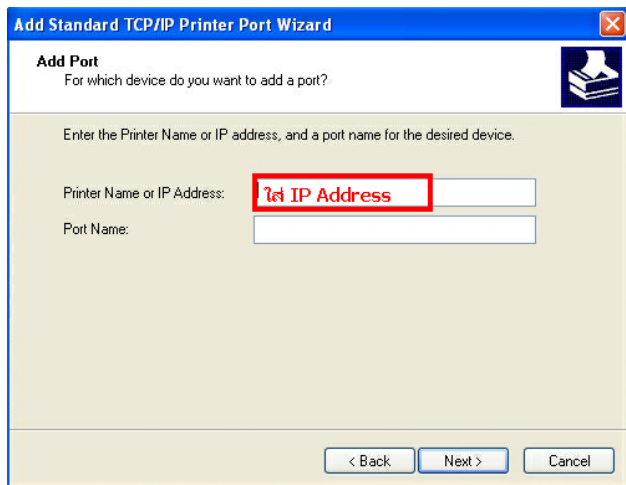 Add Standard TCP/IP Printer Port Wizard
Add Port
For which device do you want to add a port?
Enter the Printer Name or IP address, and a port name for the desired device.
Printer Name or IP Address: ใส่ IP Address
Port Name:
< Back Next > Cancel